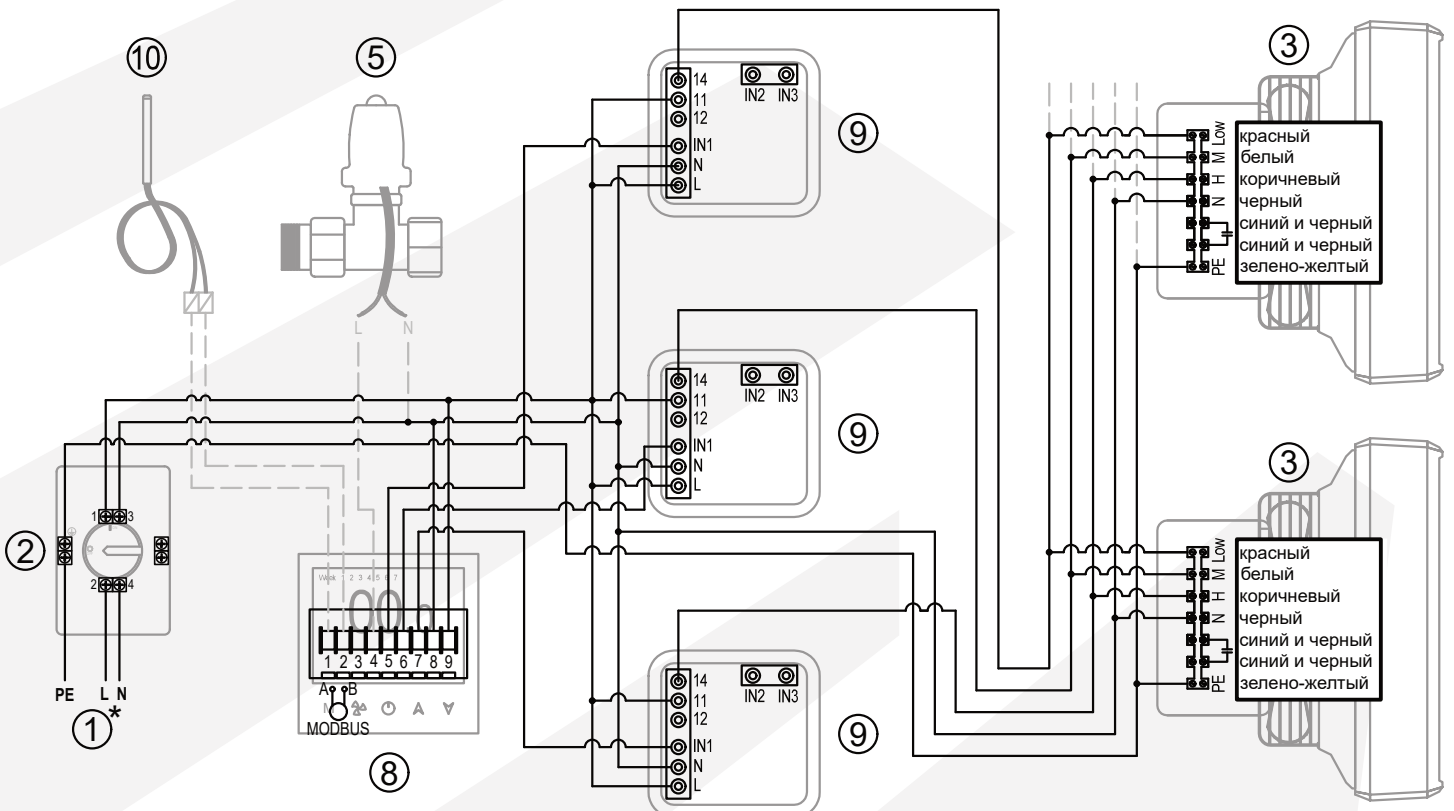 10
5
3
14
11
12
IN1
N
L
IN2 IN3
9
LOW
M
H
N
PE
красный
белый
коричневый
черный
синий и черный
синий и черный
зелено-желтый
L N
14
11
12
IN1
N
L
IN2 IN3
9
3
LOW
M
H
N
PE
красный
белый
коричневый
черный
синий и черный
синий и черный
зелено-желтый
1 3
2 4
2
PE L N
*
1
Week 1 2 3 4 5 6 7
00
1 2 3 4 5 6 7 8 9
A B
M
MODBUS
8
14
11
12
IN1
N
L
IN2 IN3
9